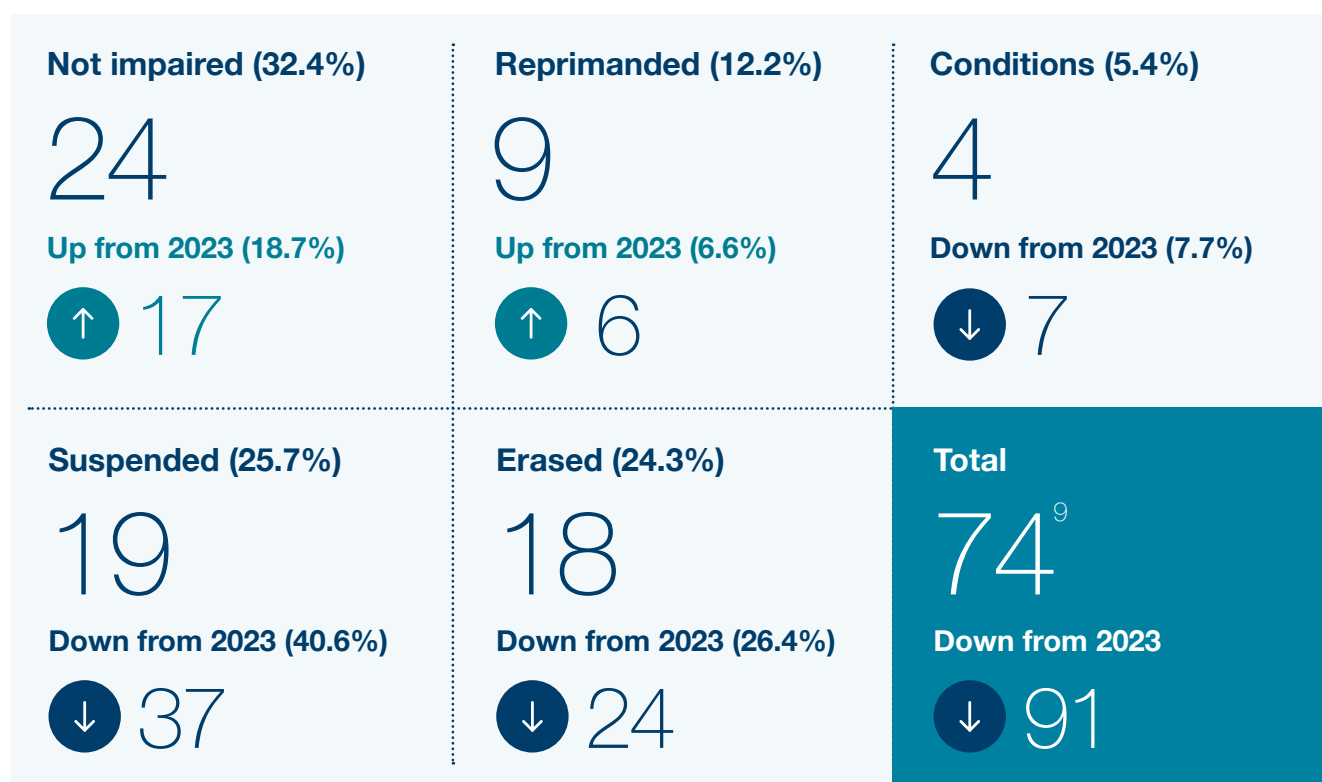 Not impaired (32.4%)
24
Up from 2023 (18.7%)
↑ 17
Reprimanded (12.2%)
9
Up from 2023 (6.6%)
↑ 6
Conditions (5.4%)
4
Down from 2023 (7.7%)
↓ 7
Suspended (25.7%)
19
Down from 2023 (40.6%)
↓ 37
Erased (24.3%)
18
Down from 2023 (26.4%)
↓ 24
Total
74⁹
Down from 2023
↓ 91